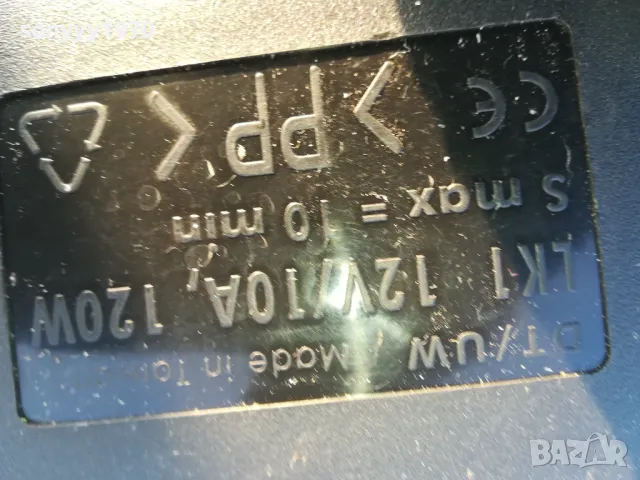 DT/UW / Made in
LK1 12V/10A, 120W
S max = 10 min
CE >PP<
BAZAR